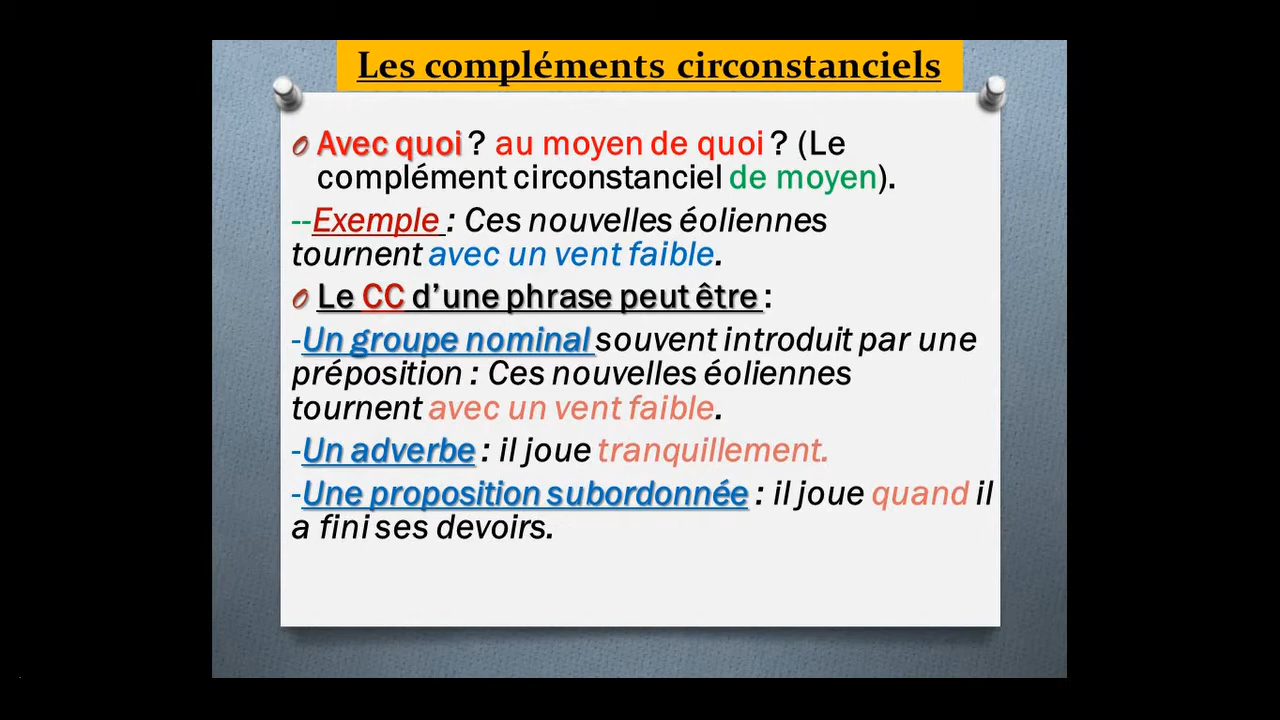 Les compléments circonstanciels
Avec quoi ? au moyen de quoi ? (Le
complément circonstanciel de moyen).
--Exemple : Ces nouvelles éoliennes
tournent avec un vent faible.
Le CC d’une phrase peut être :
-Un groupe nominal souvent introduit par une
préposition : Ces nouvelles éoliennes
tournent avec un vent faible.
-Un adverbe : il joue tranquillement.
-Une proposition subordonnée : il joue quand il
a fini ses devoirs.